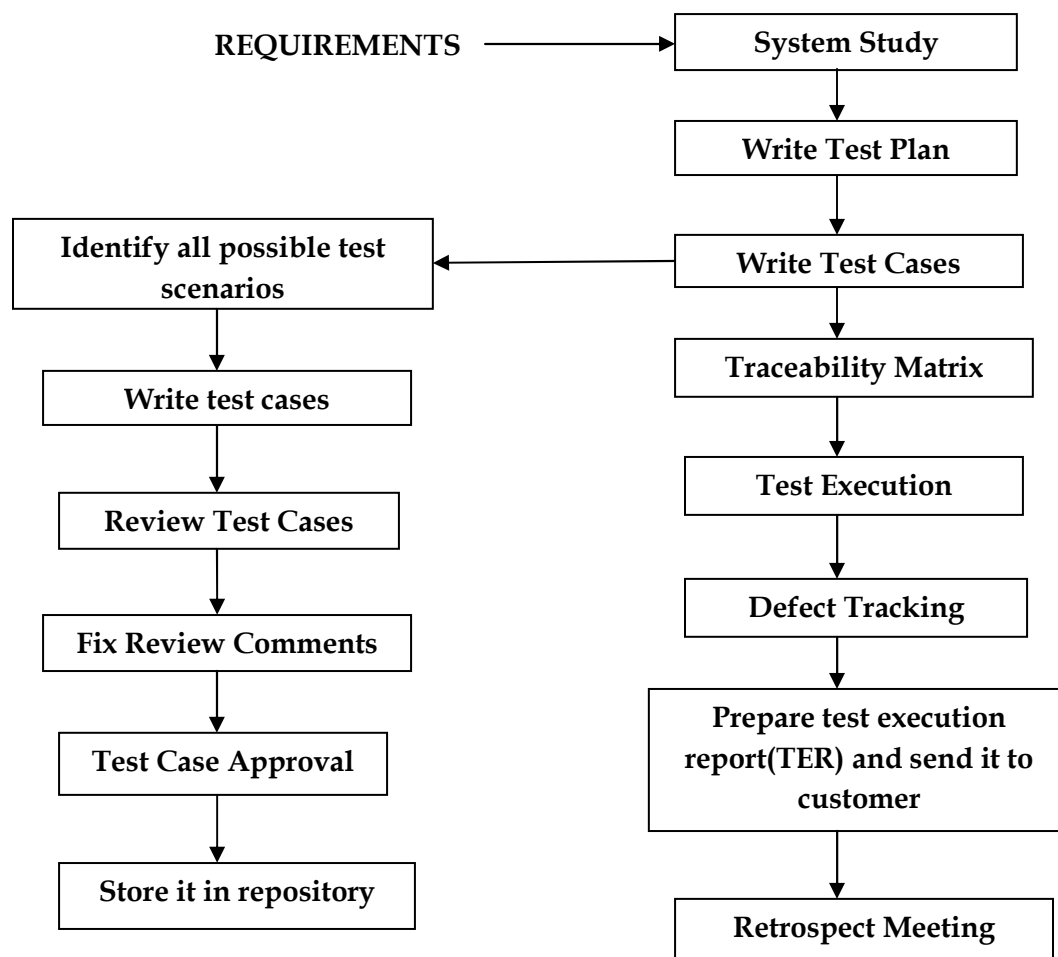 REQUIREMENTS
System Study
Write Test Plan
Identify all possible test
scenarios
Write Test Cases
Traceability Matrix
Write test cases
Test Execution
Review Test Cases
Defect Tracking
Fix Review Comments
Prepare test execution
report(TER) and send it to
customer
Test Case Approval
Store it in repository
Retrospect Meeting